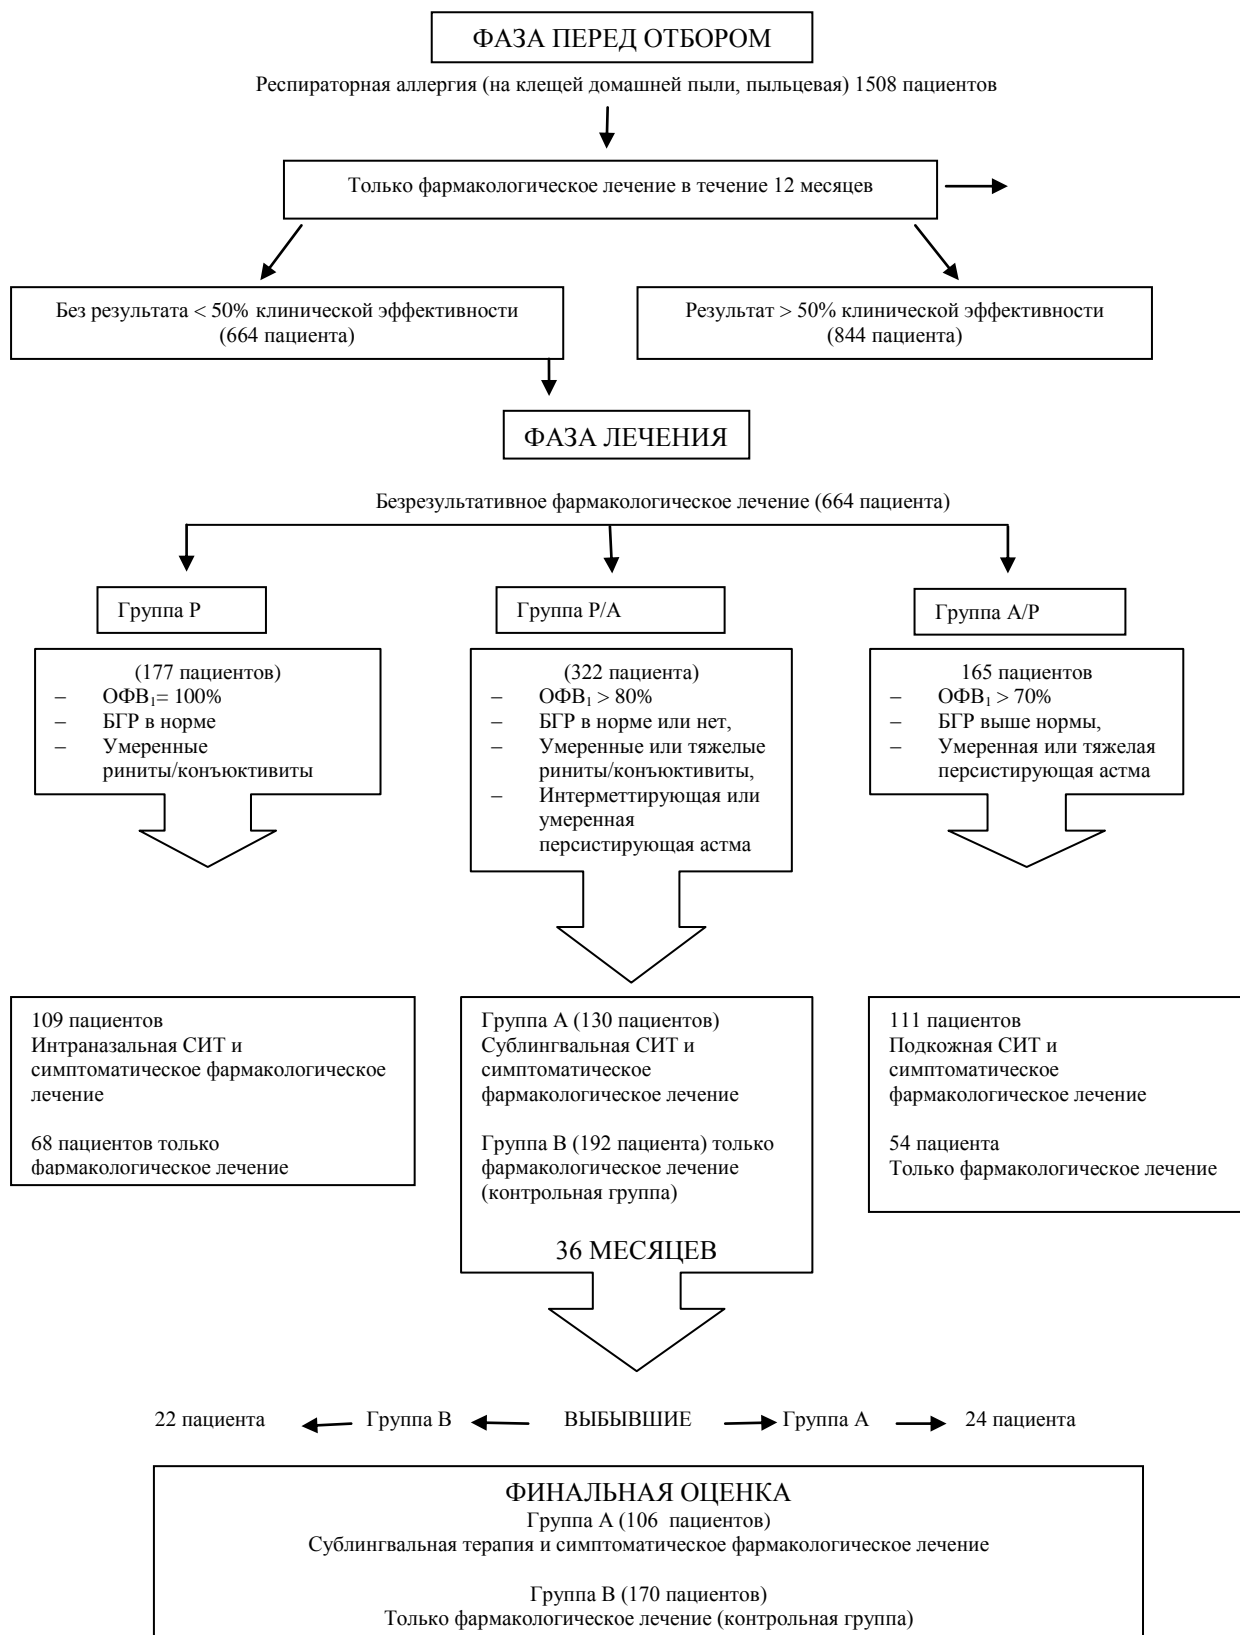 ФАЗА ПЕРЕД ОТБОРОМ
Респираторная аллергия (на клещей домашней пыли, пыльцевая) 1508 пациентов
Только фармакологическое лечение в течение 12 месяцев
Без результата < 50% клинической эффективности
(664 пациента)
Результат > 50% клинической эффективности
(844 пациента)
ФАЗА ЛЕЧЕНИЯ
Безрезультативное фармакологическое лечение (664 пациента)
Группа Р
Группа Р/А
Группа А/Р
(177 пациентов)
– ОФВ₁= 100%
– БГР в норме
– Умеренные
риниты/конъюктивиты
(322 пациента)
– ОФВ₁ > 80%
– БГР в норме или нет,
– Умеренные или тяжелые
риниты/конъюктивиты,
– Интерметтирующая или
умеренная
персистирующая астма
165 пациентов
– ОФВ₁ > 70%
– БГР выше нормы,
– Умеренная или тяжелая
персистирующая астма
109 пациентов
Интраназальная СИТ и
симптоматическое фармакологическое
лечение
68 пациентов только
фармакологическое лечение
Группа А (130 пациентов)
Сублингвальная СИТ и
симптоматическое
фармакологическое лечение
Группа В (192 пациента) только
фармакологическое лечение
(контрольная группа)
36 МЕСЯЦЕВ
111 пациентов
Подкожная СИТ и
симптоматическое
фармакологическое лечение
54 пациента
Только фармакологическое лечение
22 пациента Группа В ВЫБЫВШИЕ Группа А 24 пациента
ФИНАЛЬНАЯ ОЦЕНКА
Группа А (106 пациентов)
Сублингвальная терапия и симптоматическое фармакологическое лечение
Группа В (170 пациентов)
Только фармакологическое лечение (контрольная группа)